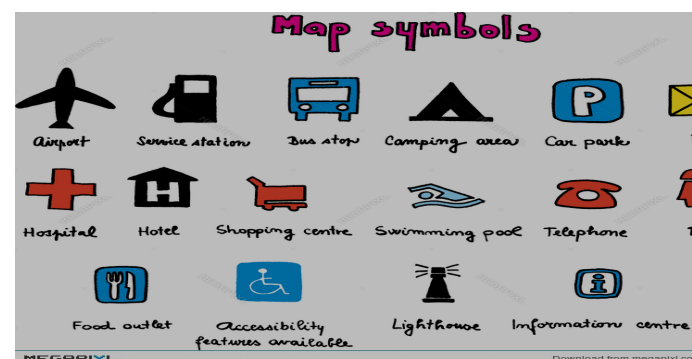 Map symbols
Airport Service station Bus stop Camping area Car park
P
H
Hospital Hotel Shopping centre Swimming pool Telephone
i
Food outlet Accessibility features available Lighthouse Information centre
MEGAPIXL
Download from megapixl.co